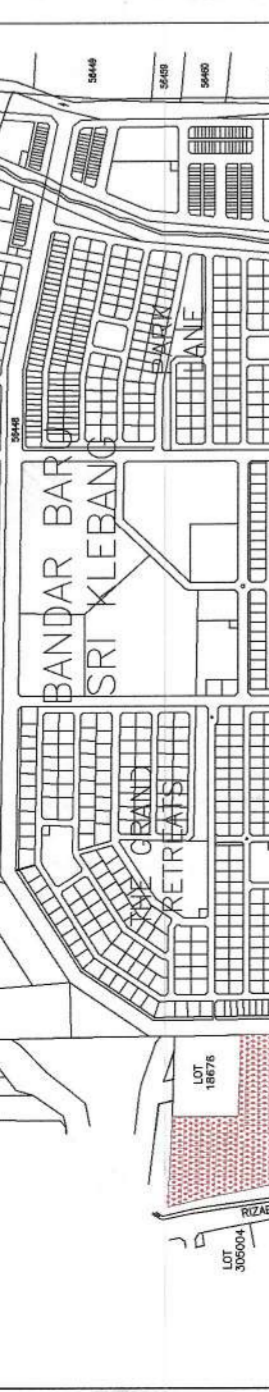 56449
56459
56460
PARK
LANE
56448
BANDAR BARU
SRI KLEBANG
THE GRAND
RETREATS
LOT
18676
LOT
305004